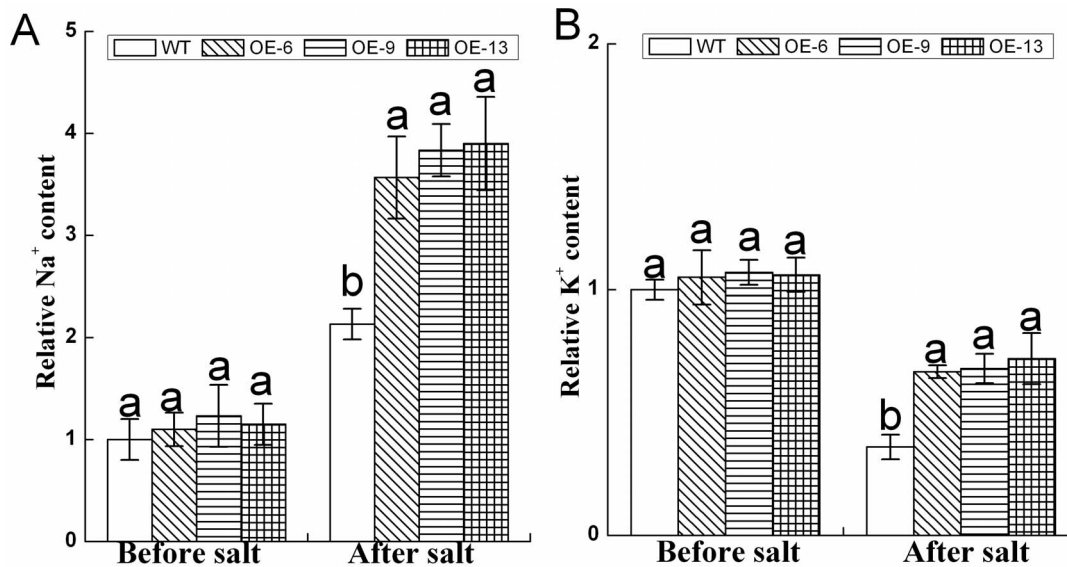 A
WT OE-6 OE-9 OE-13
Relative Na⁺ content
5
4
3
2
1
0
a a a a
b a a a
Before salt After salt
B
WT OE-6 OE-9 OE-13
Relative K⁺ content
2
1
0
a a a a
b a a a
Before salt After salt